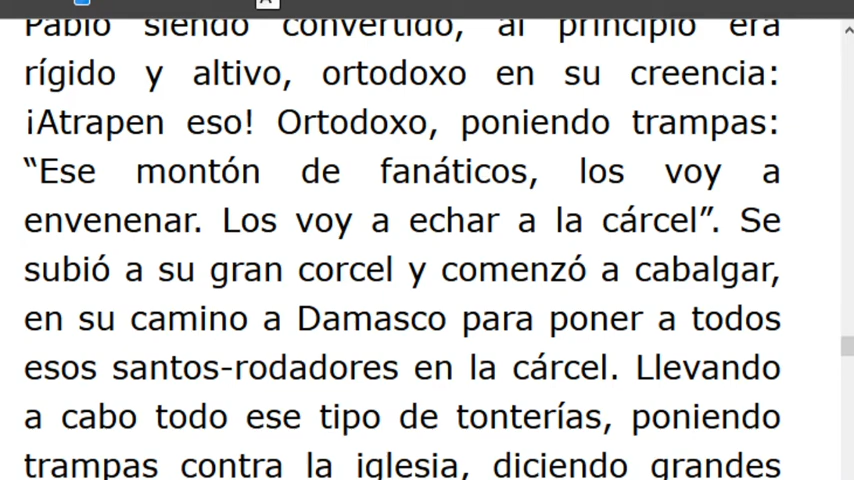 Pablo siendo convertido, al principio era
rígido y altivo, ortodoxo en su creencia:
¡Atrapen eso! Ortodoxo, poniendo trampas:
“Ese montón de fanáticos, los voy a
envenenar. Los voy a echar a la cárcel”. Se
subió a su gran corcel y comenzó a cabalgar,
en su camino a Damasco para poner a todos
esos santos-rodadores en la cárcel. Llevando
a cabo todo ese tipo de tonterías, poniendo
trampas contra la iglesia, diciendo grandes